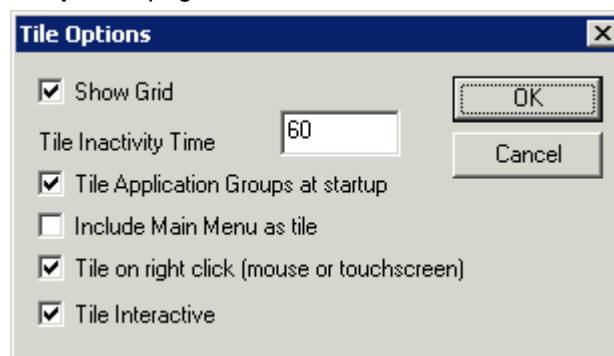 Tile Options
Show Grid
OK
Tile Inactivity Time 60
Cancel
Tile Application Groups at startup
Include Main Menu as tile
Tile on right click (mouse or touchscreen)
Tile Interactive